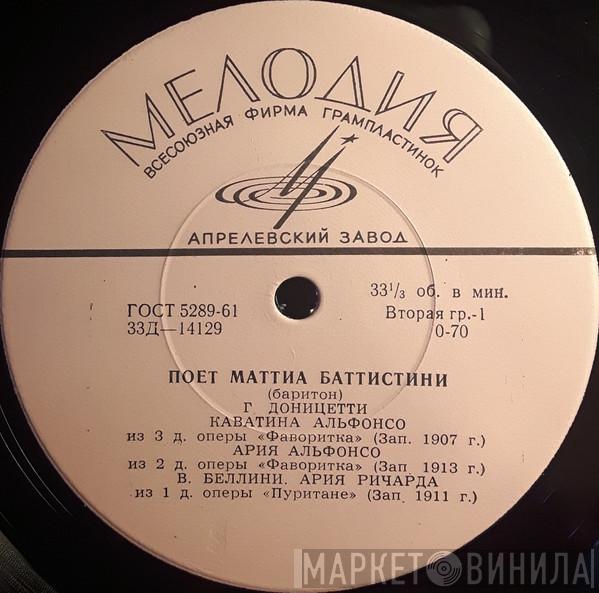 МЕЛОДИЯ
ВСЕСОЮЗНАЯ ФИРМА ГРАМПЛАСТИНОК
АПРЕЛЕВСКИЙ ЗАВОД
33 1/3 об. в мин.
ГОСТ 5289-61
Вторая гр.-1
33Д—14129
0-70
ПОЕТ МАТТИА БАТТИСТИНИ
(баритон)
Г. ДОНИЦЕТТИ
КАВАТИНА АЛЬФОНСО
из 3 д. оперы «Фаворитка» (Зап. 1907 г.)
АРИЯ АЛЬФОНСО
из 2 д. оперы «Фаворитка» (Зап. 1913 г.)
В. БЕЛЛИНИ. АРИЯ РИЧАРДА
из 1 д. оперы «Пуритане» (Зап. 1911 г.)
МАРКЕТ ВИНИЛА